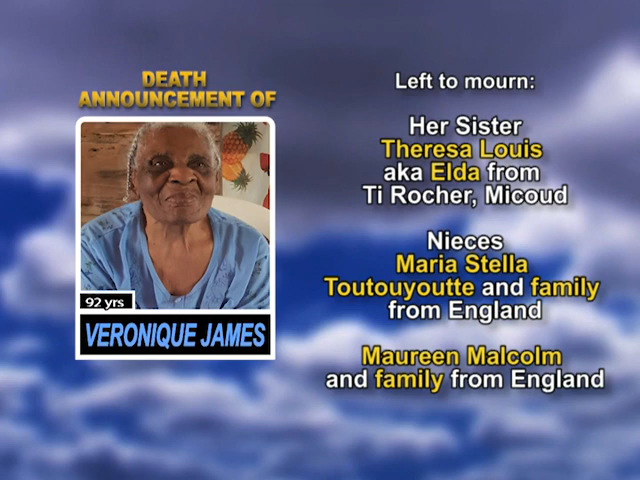 DEATH
ANNOUNCEMENT OF
92 yrs
VERONIQUE JAMES
Left to mourn:
Her Sister
Theresa Louis
aka Elda from
Ti Rocher, Micoud
Nieces
Maria Stella
Toutouyoutte and family
from England
Maureen Malcolm
and family from England